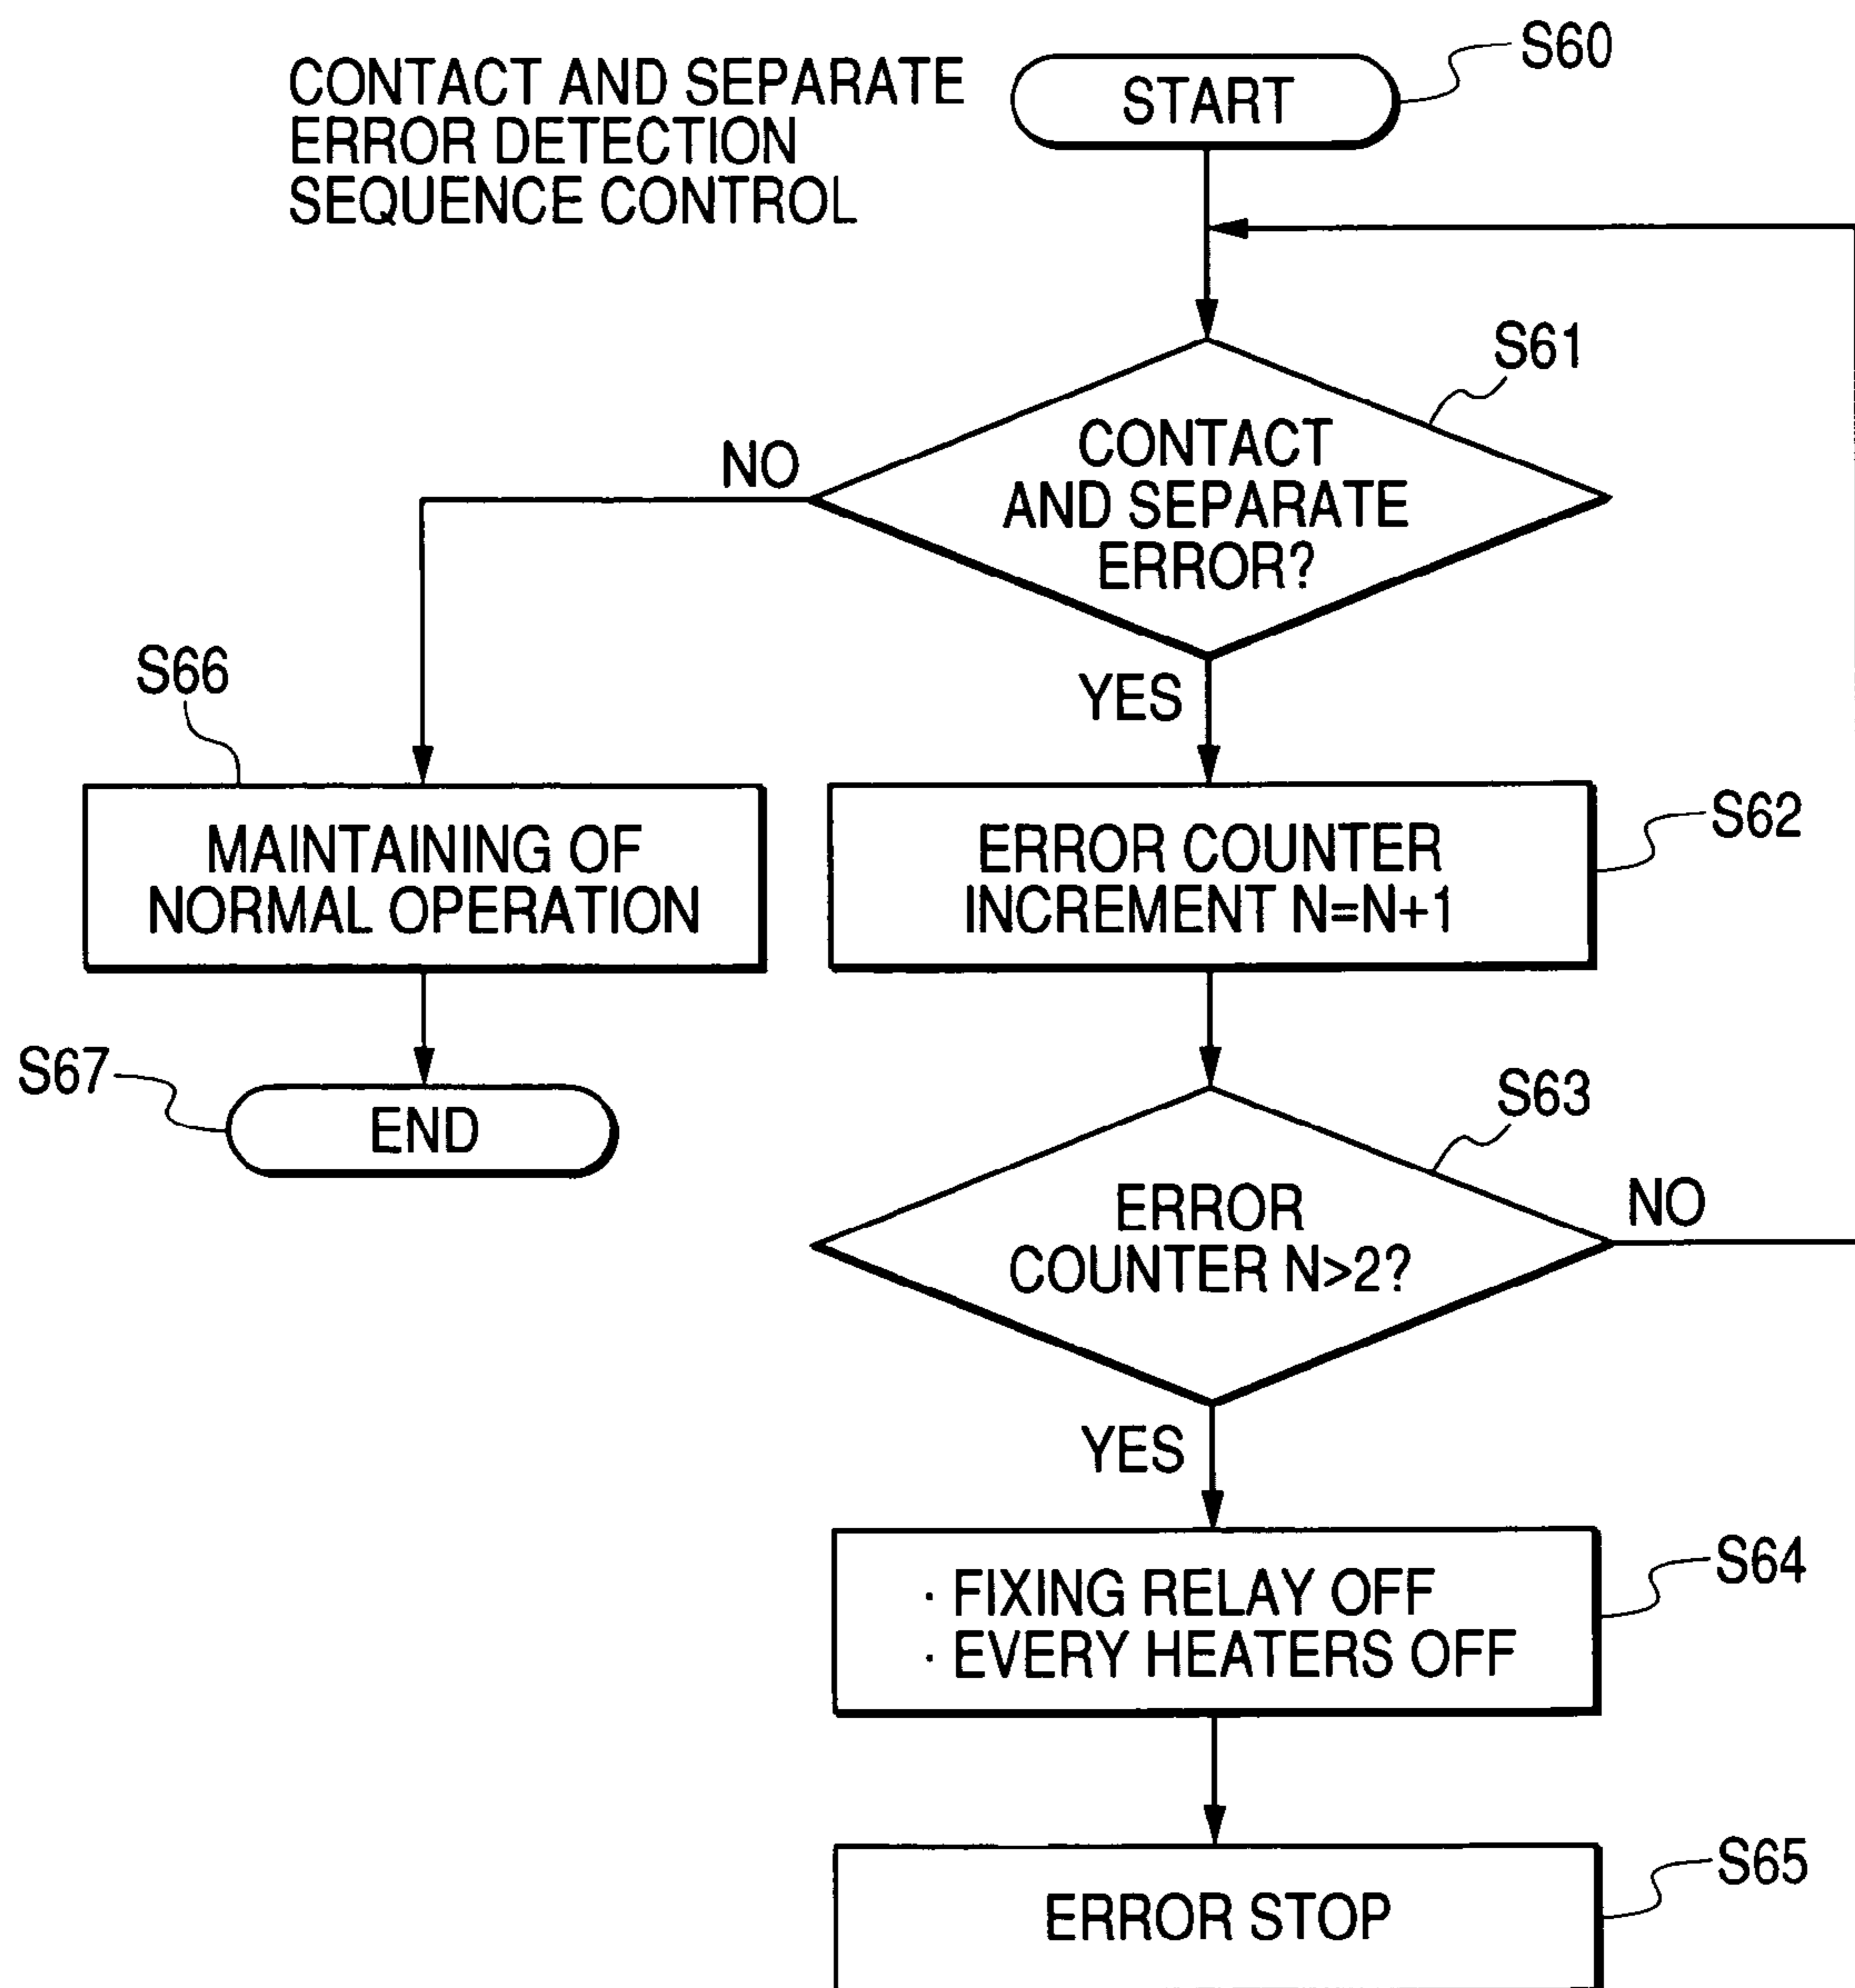 CONTACT AND SEPARATE
ERROR DETECTION
SEQUENCE CONTROL
START
S60
S61
CONTACT
AND SEPARATE
ERROR?
NO
YES
S66
MAINTAINING OF
NORMAL OPERATION
S62
ERROR COUNTER
INCREMENT N=N+1
S67
END
S63
ERROR
COUNTER N>2?
NO
YES
S64
· FIXING RELAY OFF
· EVERY HEATERS OFF
S65
ERROR STOP